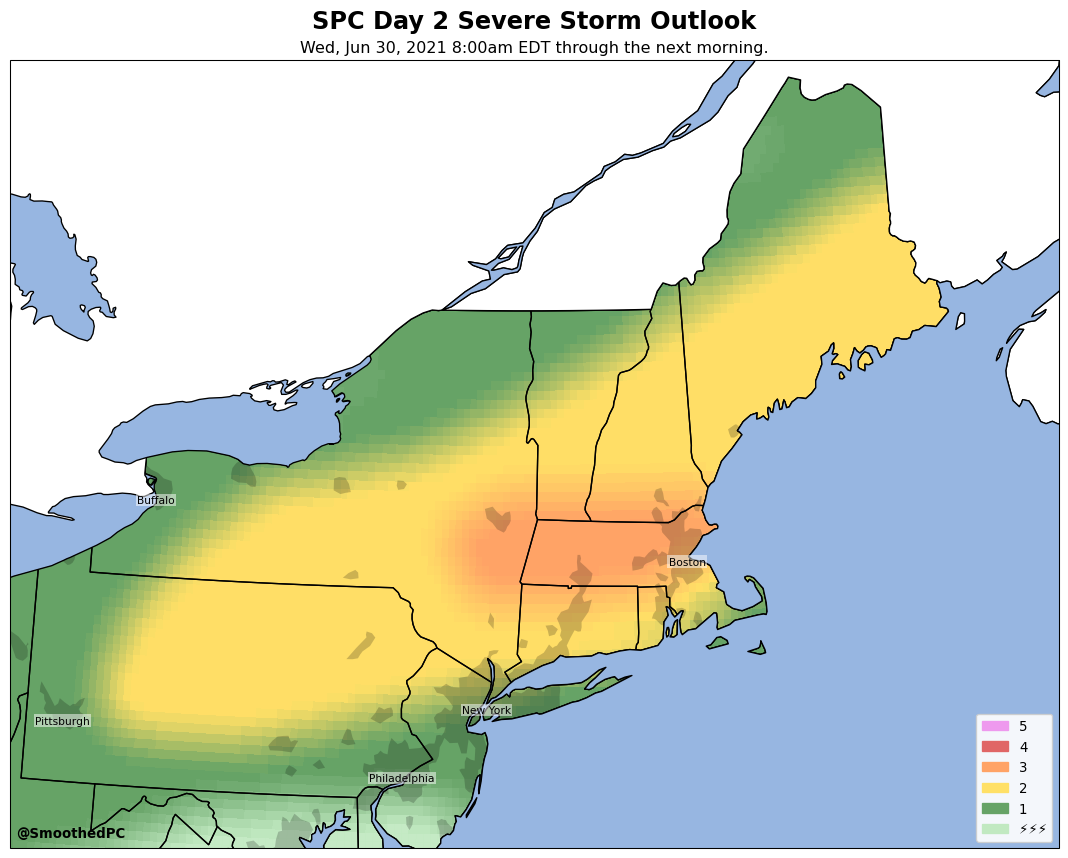 SPC Day 2 Severe Storm Outlook
Wed, Jun 30, 2021 8:00am EDT through the next morning.
Buffalo
Boston
New York
Pittsburgh
Philadelphia
5
4
3
2
1
⚡⚡⚡
@SmoothedPC